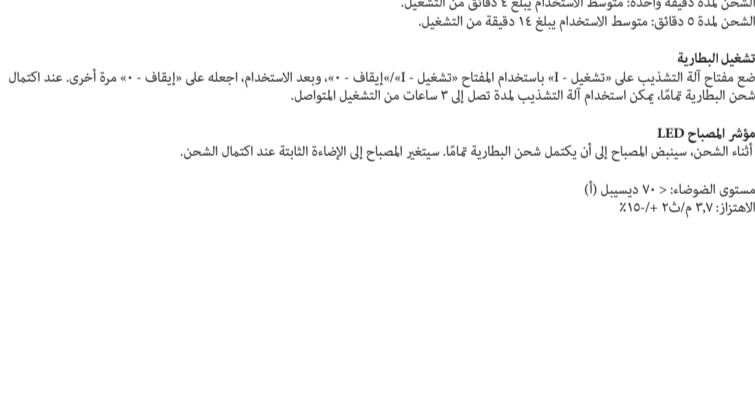 الشحن لمدة دقيقة واحدة: متوسط الاستخدام يبلغ ٤ دقائق من التشغيل.
الشحن لمدة ٥ دقائق: متوسط الاستخدام يبلغ ١٤ دقيقة من التشغيل.
تشغيل البطارية
ضع مفتاح آلة التشذيب على «تشغيل - I» باستخدام المفتاح «تشغيل - I»/«إيقاف - ٠»، وبعد الاستخدام، اجعله على «إيقاف - ٠» مرة أخرى. عند اكتمال
شحن البطارية تمامًا، يمكن استخدام آلة التشذيب لمدة تصل إلى ٣ ساعات من التشغيل المتواصل.
مؤشر المصباح LED
أثناء الشحن، سينبض المصباح إلى أن يكتمل شحن البطارية تمامًا. سيتغير المصباح إلى الإضاءة الثابتة عند اكتمال الشحن.
مستوى الضوضاء: < ٧٠ ديسيبل (أ)
الاهتزاز: ٣,٧ م/ث٢ +/-١٥٪